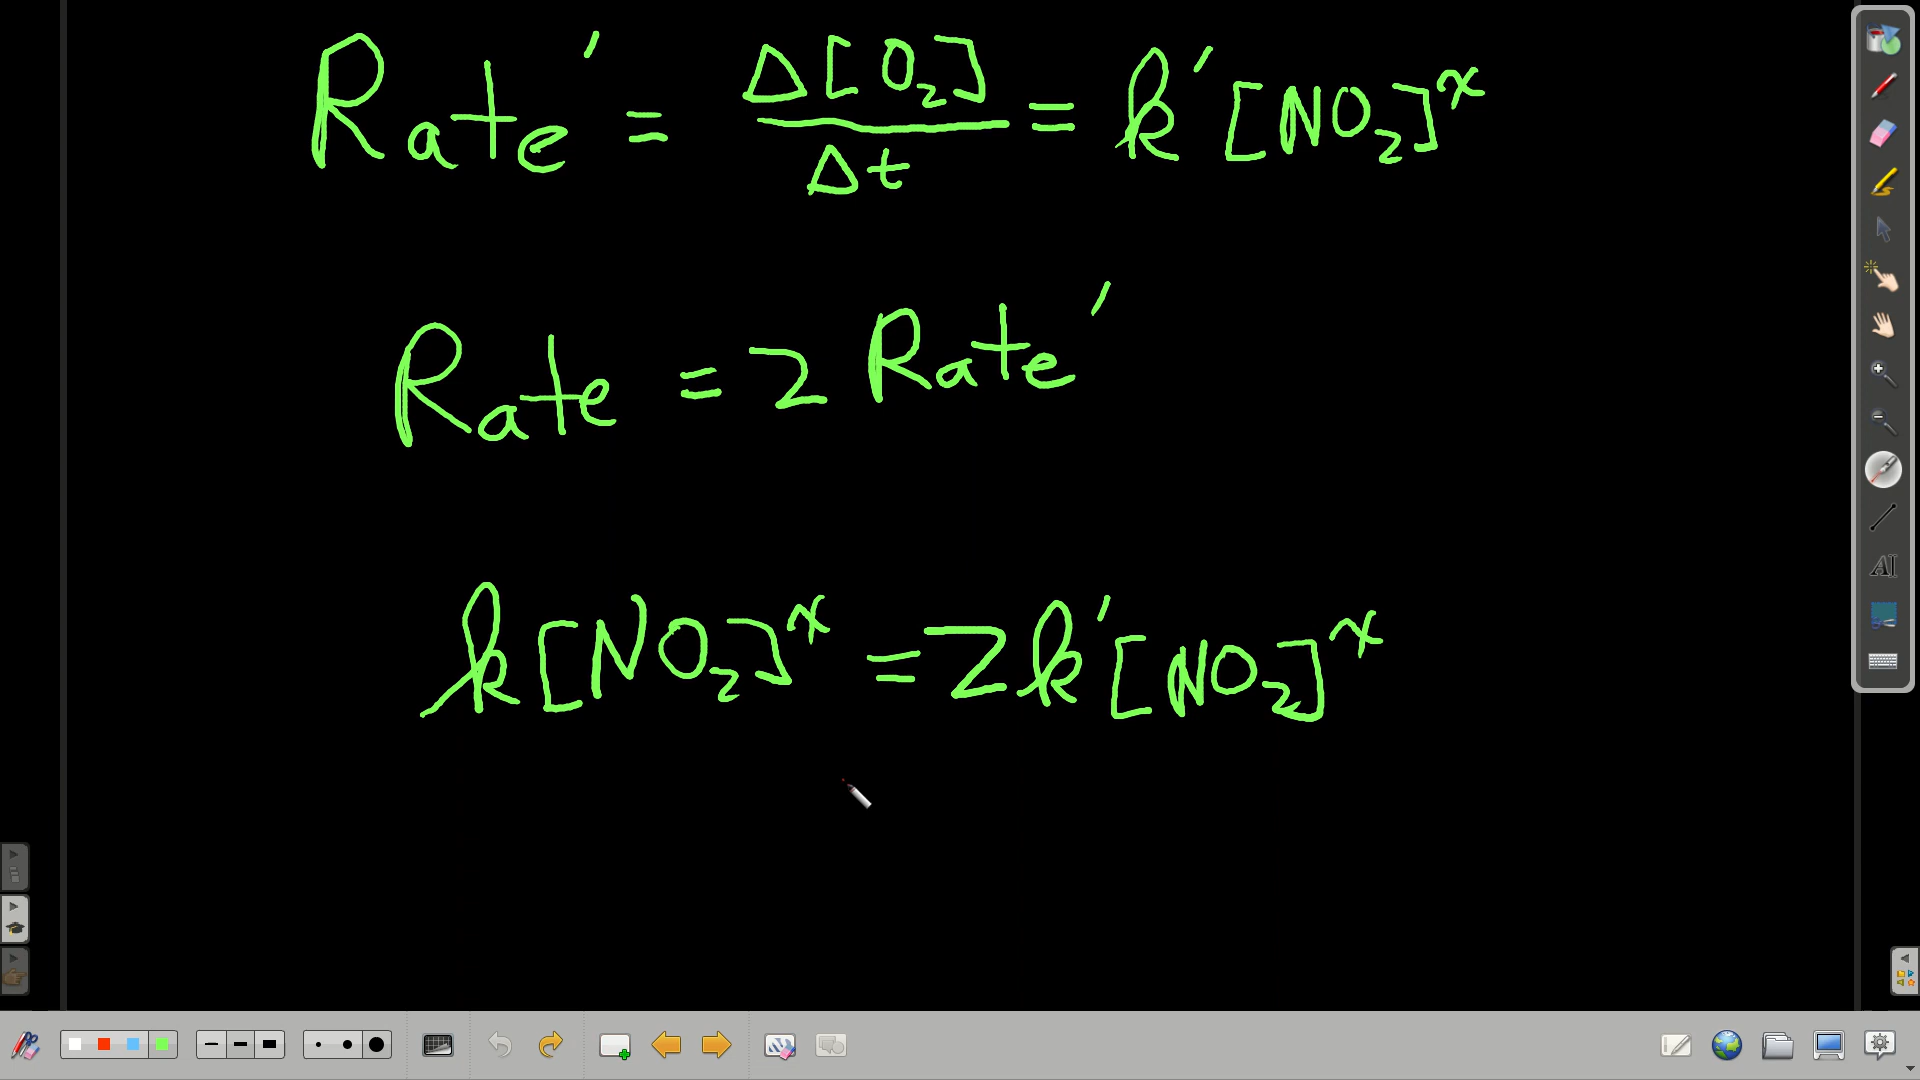 Rate' = Δ[O₂]/Δt = k'[NO₂]ˣ
Rate = 2 Rate'
k[NO₂]ˣ = 2k'[NO₂]ˣ